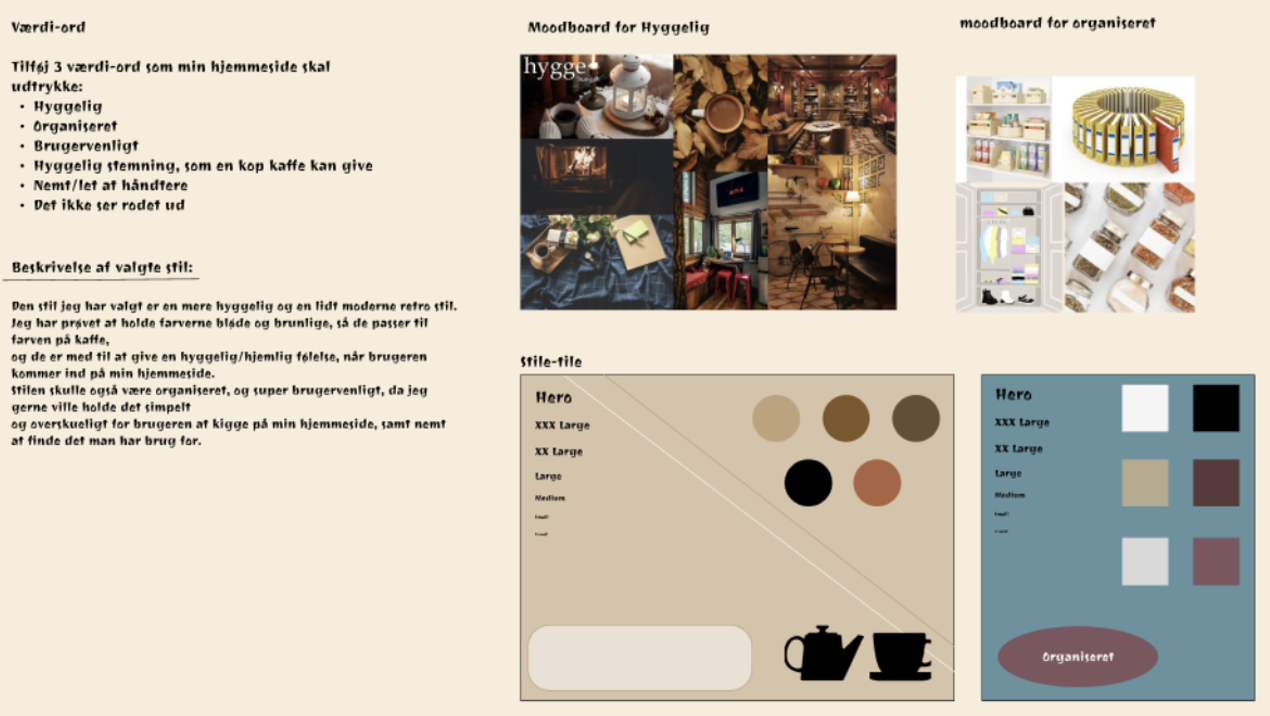 Værdi-ord
Tilføj 3 værdi-ord som min hjemmeside skal
udtrykke:
• Hyggelig
• Organiseret
• Brugervenligt
• Hyggelig stemning, som en kop kaffe kan give
• Nemt/let at håndtere
• Det ikke ser rodet ud
Beskrivelse af valgte stil:
Den stil jeg har valgt er en mere hyggelig og en lidt moderne retro stil.
Jeg har prøvet at holde farverne bløde og brunlige, så de passer til
farven på kaffe,
og de er med til at give en hyggelig/hjemlig følelse, når brugeren
kommer ind på min hjemmeside.
Stilen skulle også være organiseret, og super brugervenligt, da jeg
gerne ville holde det simpelt
og overskueligt for brugeren at kigge på min hjemmeside, samt nemt
at finde det man har brug for.
Moodboard for Hyggelig
hygge
moodboard for organiseret
Stile-tile
Hero
XXX Large
XX Large
Large
Medium
Small
Hero
XXX Large
XX Large
Large
Medium
Small
Organiseret